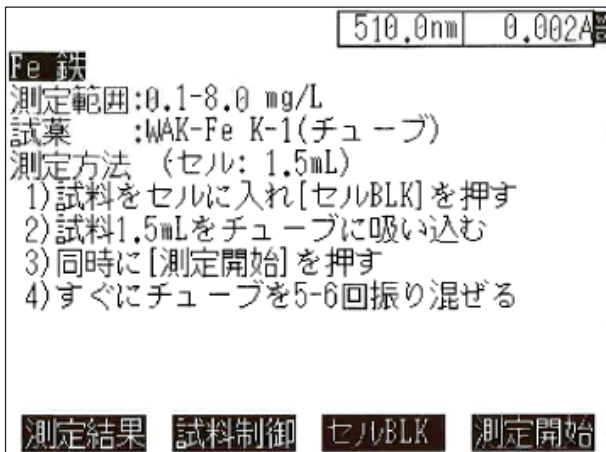 510.0nm 0.002A
Fe 鉄
測定範囲:0.1-8.0 mg/L
試薬 :WAK-Fe K-1(チューブ)
測定方法 (セル: 1.5mL)
1)試料をセルに入れ[セルBLK]を押す
2)試料1.5mLをチューブに吸い込む
3)同時に[測定開始]を押す
4)すぐにチューブを5-6回振り混ぜる
測定結果 試料制御 セルBLK 測定開始